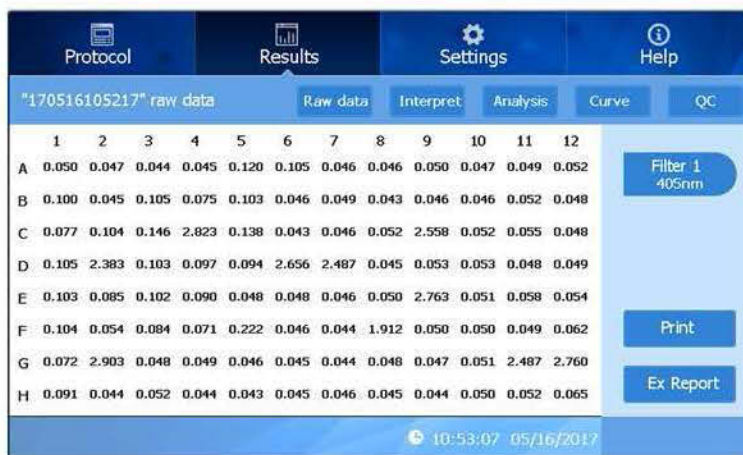 Protocol Results Settings Help
"170516105217" raw data Raw data Interpret Analysis Curve QC
1 2 3 4 5 6 7 8 9 10 11 12
A 0.050 0.047 0.044 0.045 0.120 0.105 0.046 0.046 0.050 0.047 0.049 0.052
Filter 1
405nm
B 0.100 0.045 0.105 0.075 0.103 0.046 0.049 0.043 0.046 0.046 0.052 0.048
C 0.077 0.104 0.146 2.823 0.138 0.043 0.046 0.052 2.558 0.052 0.055 0.048
D 0.105 2.383 0.103 0.097 0.094 2.656 2.487 0.045 0.053 0.053 0.048 0.049
E 0.103 0.085 0.102 0.090 0.048 0.048 0.046 0.050 2.763 0.051 0.058 0.054
F 0.104 0.054 0.084 0.071 0.222 0.046 0.044 1.912 0.050 0.050 0.049 0.062
Print
G 0.072 2.903 0.048 0.049 0.046 0.045 0.044 0.048 0.047 0.051 2.487 2.760
Ex Report
H 0.091 0.044 0.052 0.044 0.043 0.045 0.046 0.045 0.044 0.050 0.052 0.065
10:53:07 05/16/2017